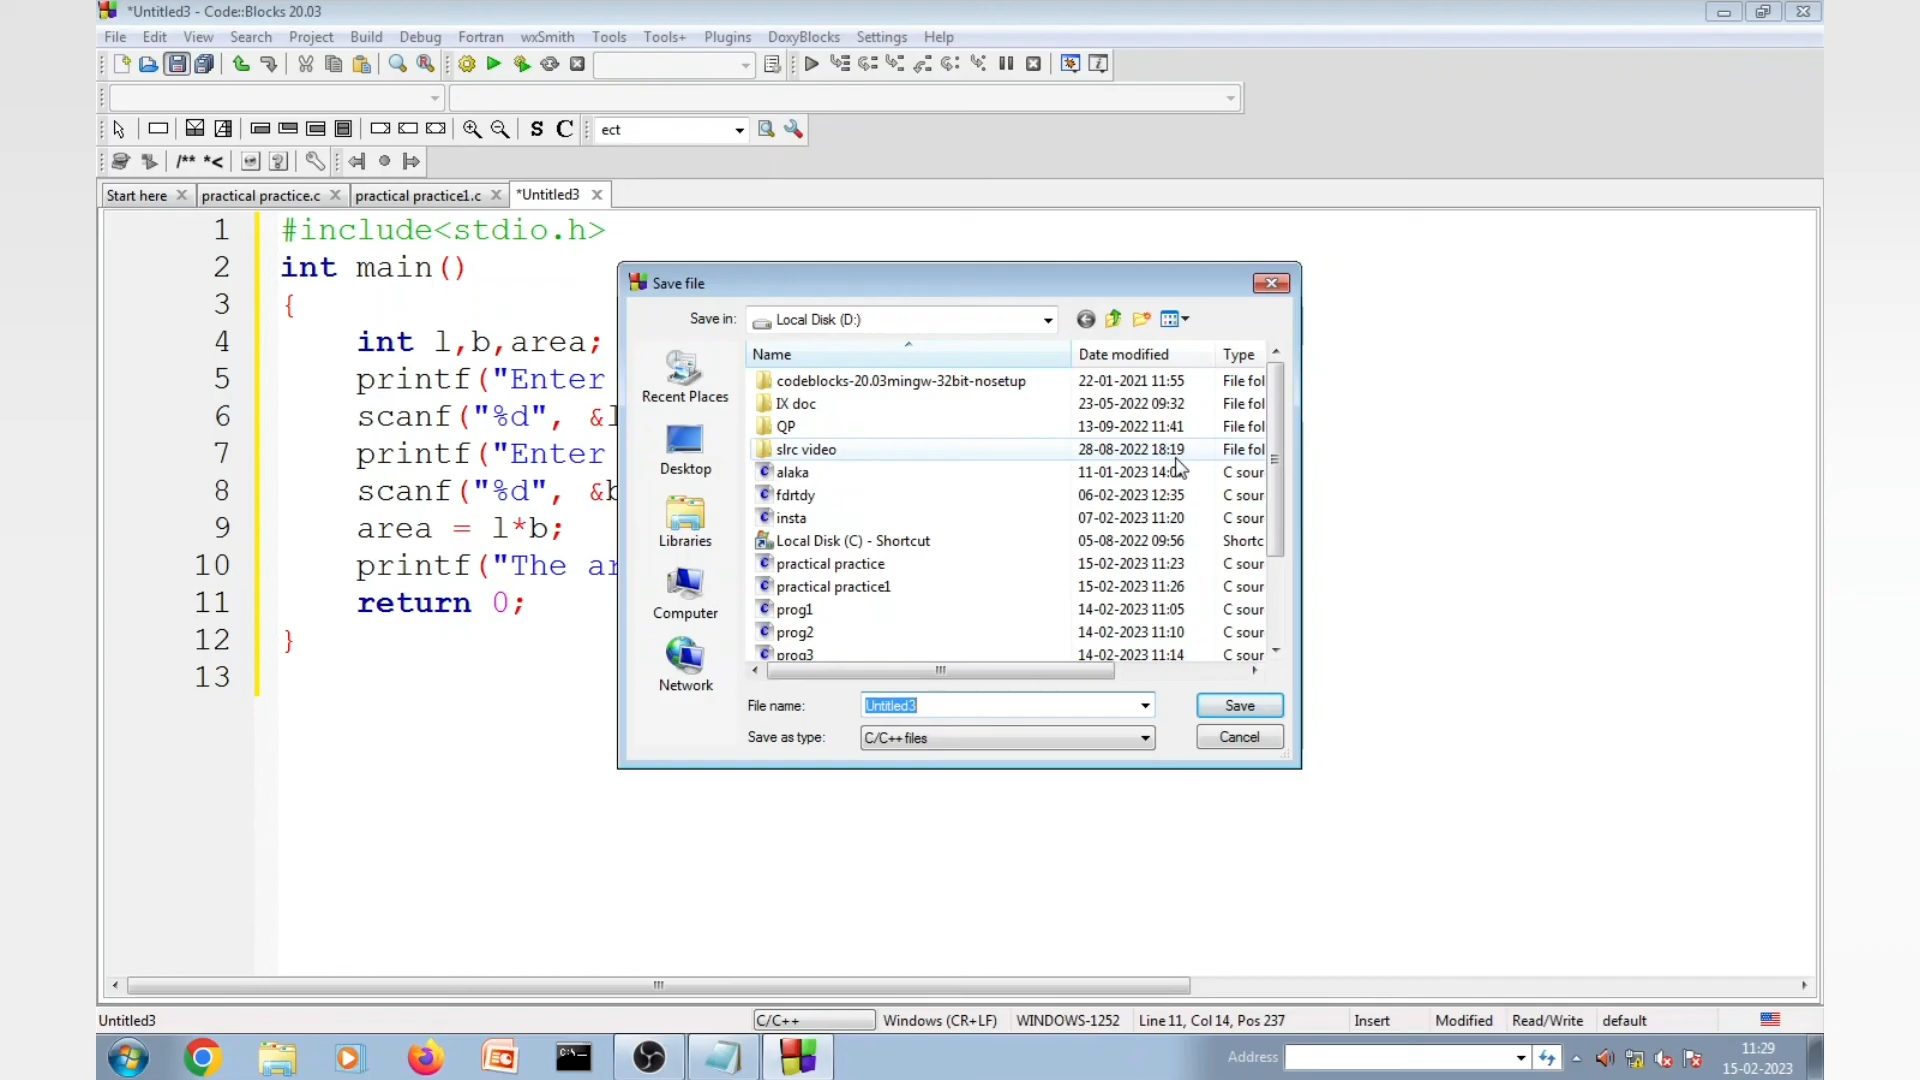 *Untitled3 - Code::Blocks 20.03
File Edit View Search Project Build Debug Fortran wxSmith Tools Tools+ Plugins DoxyBlocks Settings Help
S C ect
/** *<
Start here practical practice.c practical practice1.c *Untitled3
1 #include<stdio.h>
2 int main()
3 {
4 int l,b,area;
5 printf("Enter
6 scanf("%d", &l
7 printf("Enter
8 scanf("%d", &b
9 area = l*b;
10 printf("The ar
11 return 0;
12 }
13
Save file
Save in: Local Disk (D:)
Recent Places
Desktop
Libraries
Computer
Network
Name Date modified Type
codeblocks-20.03mingw-32bit-nosetup 22-01-2021 11:55 File fol
IX doc 23-05-2022 09:32 File fol
QP 13-09-2022 11:41 File fol
slrc video 28-08-2022 18:19 File fol
alaka 11-01-2023 C sour
fdrtdy 06-02-2023 12:35 C sour
insta 07-02-2023 11:20 C sour
Local Disk (C) - Shortcut 05-08-2022 09:56 Shortc
practical practice 15-02-2023 11:23 C sour
practical practice1 15-02-2023 11:26 C sour
prog1 14-02-2023 11:05 C sour
prog2 14-02-2023 11:10 C sour
prog3 14-02-2023 11:14 C sour
File name: Untitled3 Save
Save as type: C/C++ files Cancel
Untitled3 C/C++ Windows (CR+LF) WINDOWS-1252 Line 11, Col 14, Pos 237 Insert Modified Read/Write default
Address 11:29
15-02-2023